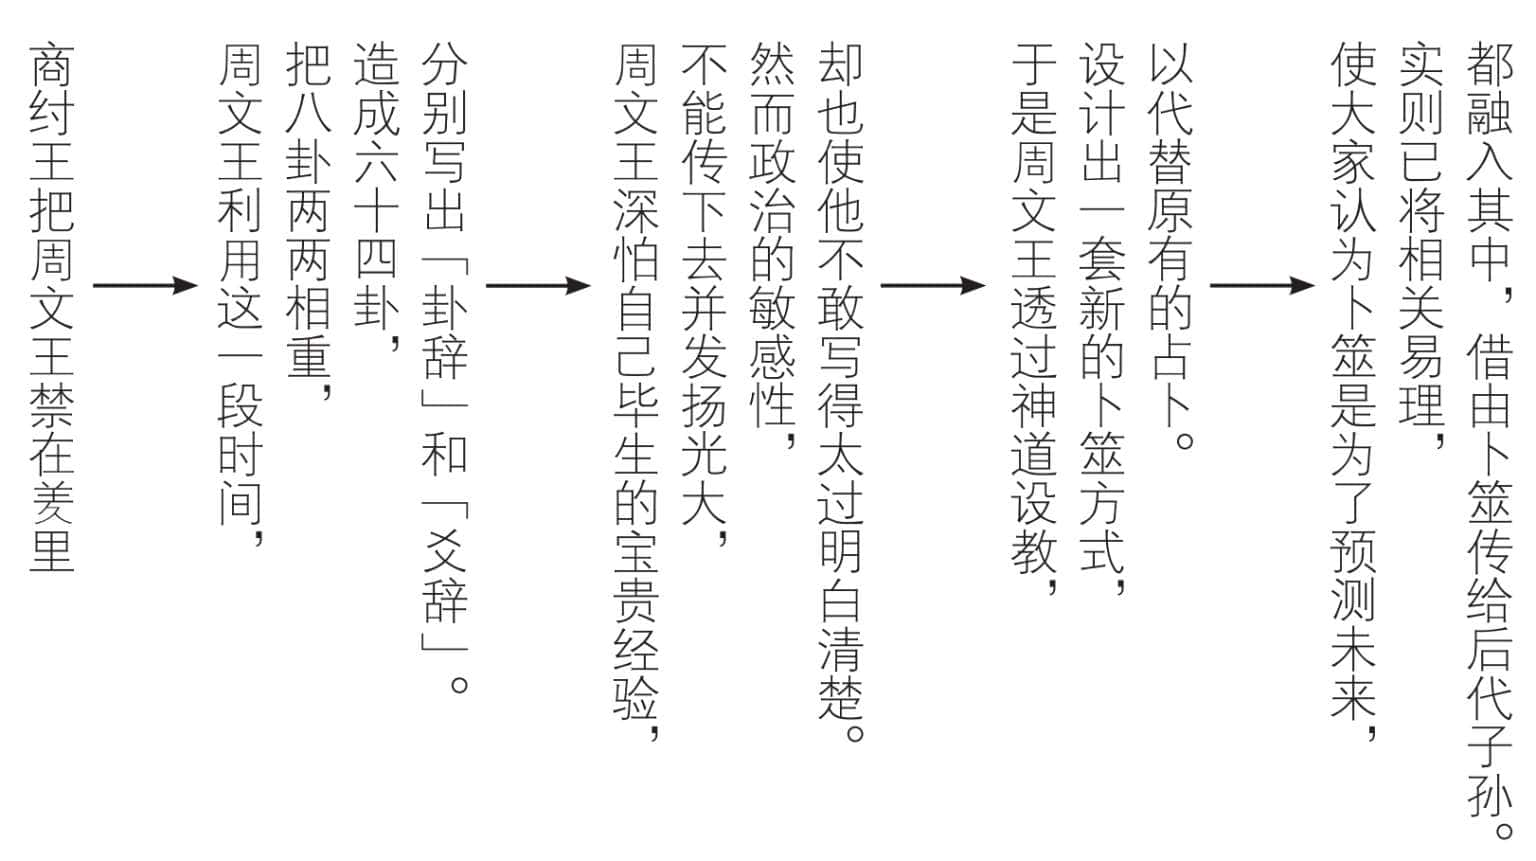 商纣王把周文王禁在羑里
周文王利用这一段时间，
把八卦两两相重，
造成六十四卦，
分别写出「卦辞」和「爻辞」。
周文王深怕自己毕生的宝贵经验，
不能传下去并发扬光大，
然而政治的敏感性，
却也使他不敢写得太过明白清楚。
于是周文王透过神道设教，
设计出一套新的卜筮方式，
以代替原有的占卜。
使大家认为卜筮是为了预测未来，
实则已将相关易理，
都融入其中，借由卜筮传给后代子孙。